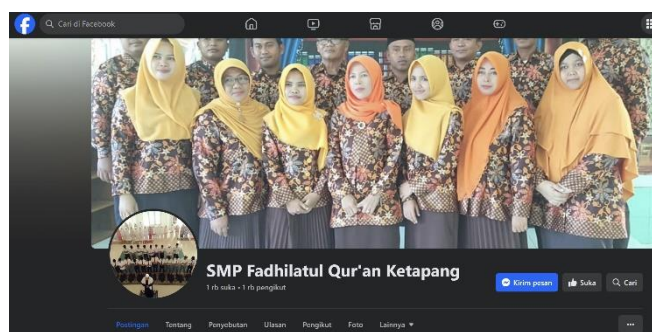 Cari di Facebook
SMP Fadhilatul Qur'an Ketapang
1 rb suka • 1 rb pengikut
Kirim pesan
Suka
Cari
Postingan Tentang Penyebutan Ulasan Pengikut Foto Lainnya